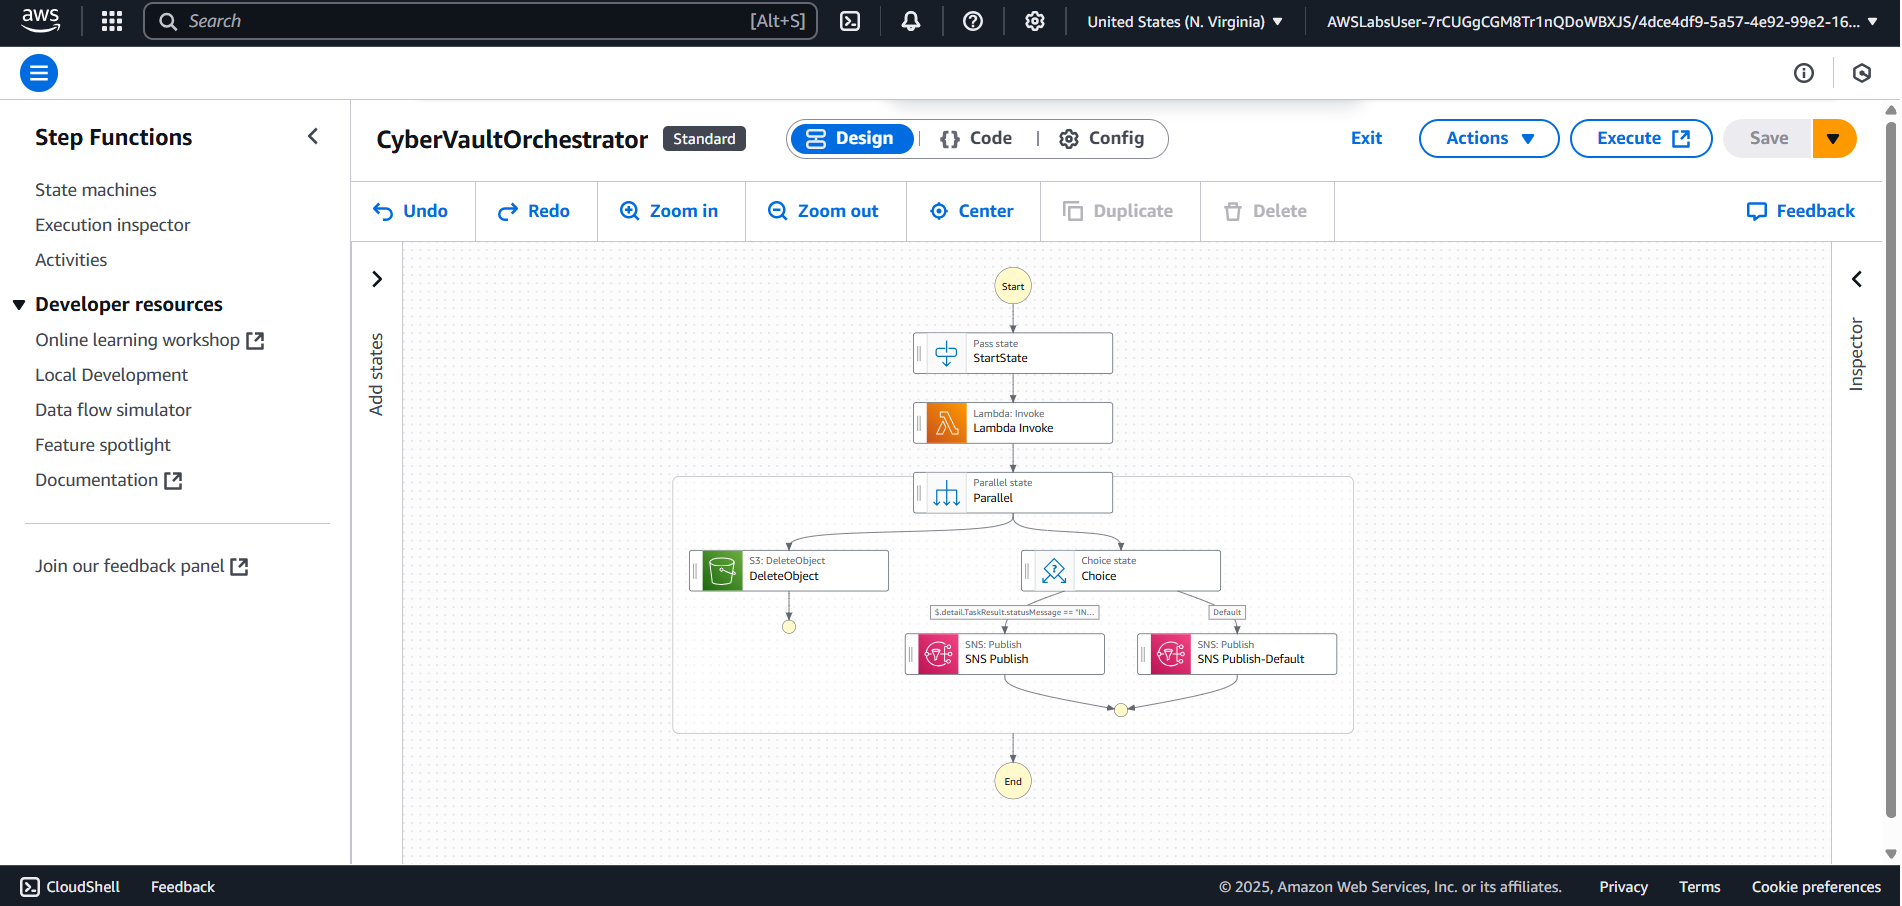 aws
Search
[Alt+S]
United States (N. Virginia)
AWSLabsUser-7rCUGgCGM8Tr1nQDoWBXJS/4dce4df9-5a57-4e92-99e2-16...
Step Functions
State machines
Execution inspector
Activities
Developer resources
Online learning workshop
Local Development
Data flow simulator
Feature spotlight
Documentation
Join our feedback panel
CyberVaultOrchestrator
Standard
Design
{} Code
Config
Exit
Actions
Execute
Save
Undo
Redo
Zoom in
Zoom out
Center
Duplicate
Delete
Feedback
Add states
Start
Pass state
StartState
Lambda: Invoke
Lambda Invoke
Parallel state
Parallel
S3: DeleteObject
DeleteObject
Choice state
Choice
$.detail.TaskResult.statusMessage == "IN...
Default
SNS: Publish
SNS Publish
SNS: Publish
SNS Publish-Default
End
Inspector
CloudShell
Feedback
© 2025, Amazon Web Services, Inc. or its affiliates.
Privacy
Terms
Cookie preferences